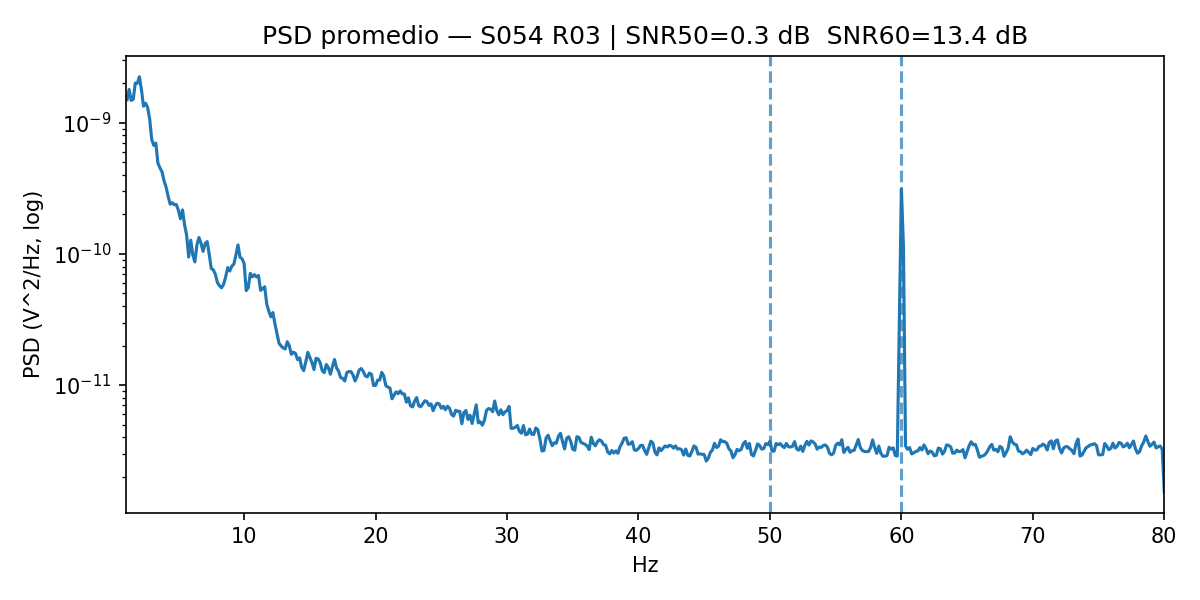 PSD promedio — S054 R03 | SNR50=0.3 dB  SNR60=13.4 dB
PSD (V^2/Hz, log)
10⁻⁹
10⁻¹⁰
10⁻¹¹
10 20 30 40 50 60 70 80
Hz